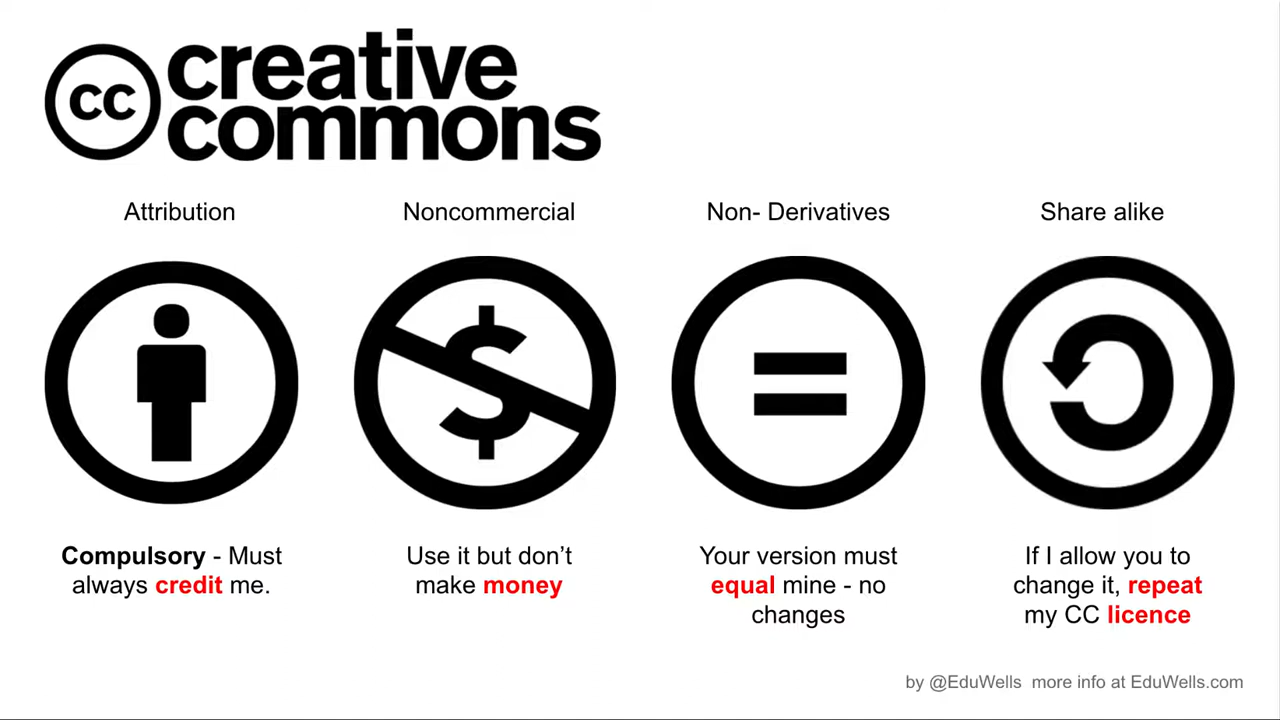 cc creative
commons
Attribution
Noncommercial
Non- Derivatives
Share alike
Compulsory - Must
always credit me.
Use it but don’t
make money
Your version must
equal mine - no
changes
If I allow you to
change it, repeat
my CC licence
by @EduWells more info at EduWells.com